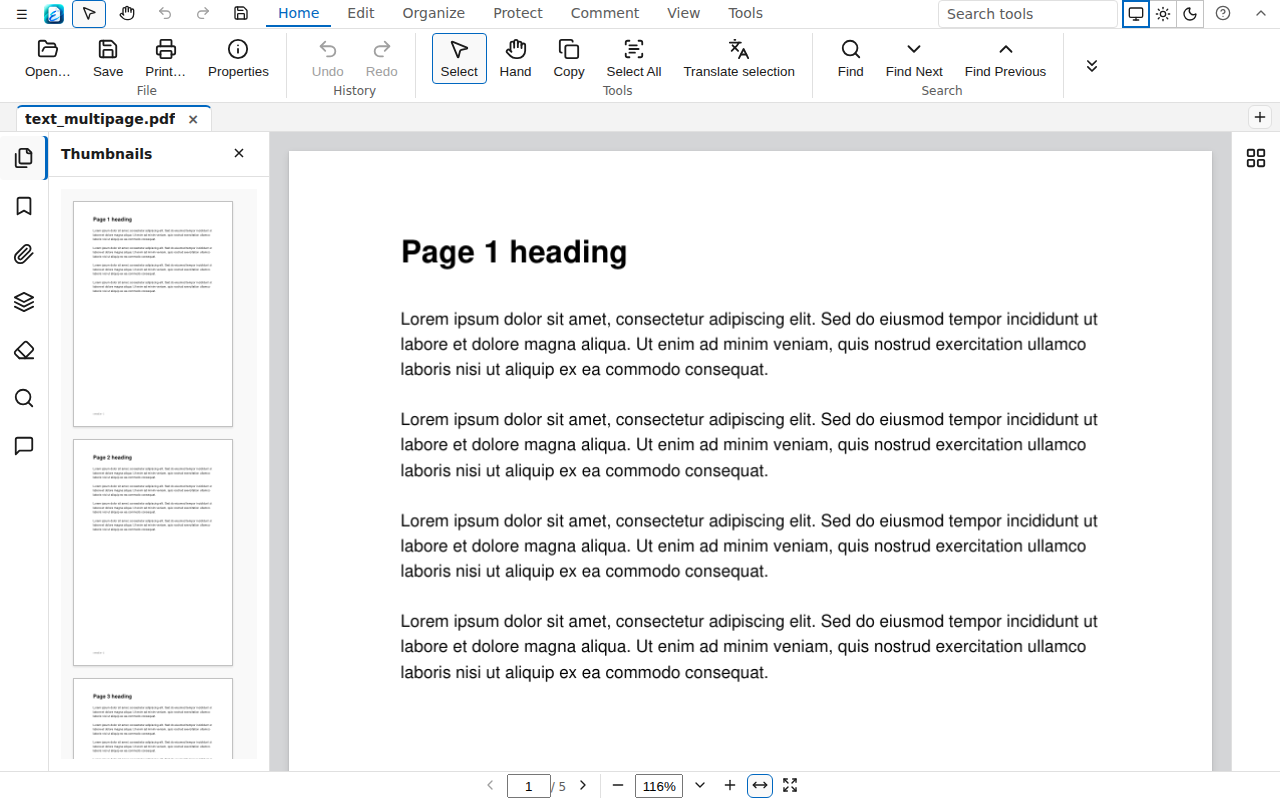 Home Edit Organize Protect Comment View Tools Search tools
Open… Save Print… Properties Undo Redo Select Hand Copy Select All Translate selection Find Find Next Find Previous
File History Tools Search
text_multipage.pdf
Thumbnails
Page 1 heading
Page 2 heading
Page 3 heading
Page 1 heading
Lorem ipsum dolor sit amet, consectetur adipiscing elit. Sed do eiusmod tempor incididunt ut
labore et dolore magna aliqua. Ut enim ad minim veniam, quis nostrud exercitation ullamco
laboris nisi ut aliquip ex ea commodo consequat.
Lorem ipsum dolor sit amet, consectetur adipiscing elit. Sed do eiusmod tempor incididunt ut
labore et dolore magna aliqua. Ut enim ad minim veniam, quis nostrud exercitation ullamco
laboris nisi ut aliquip ex ea commodo consequat.
Lorem ipsum dolor sit amet, consectetur adipiscing elit. Sed do eiusmod tempor incididunt ut
labore et dolore magna aliqua. Ut enim ad minim veniam, quis nostrud exercitation ullamco
laboris nisi ut aliquip ex ea commodo consequat.
Lorem ipsum dolor sit amet, consectetur adipiscing elit. Sed do eiusmod tempor incididunt ut
labore et dolore magna aliqua. Ut enim ad minim veniam, quis nostrud exercitation ullamco
laboris nisi ut aliquip ex ea commodo consequat.
1 / 5 116%